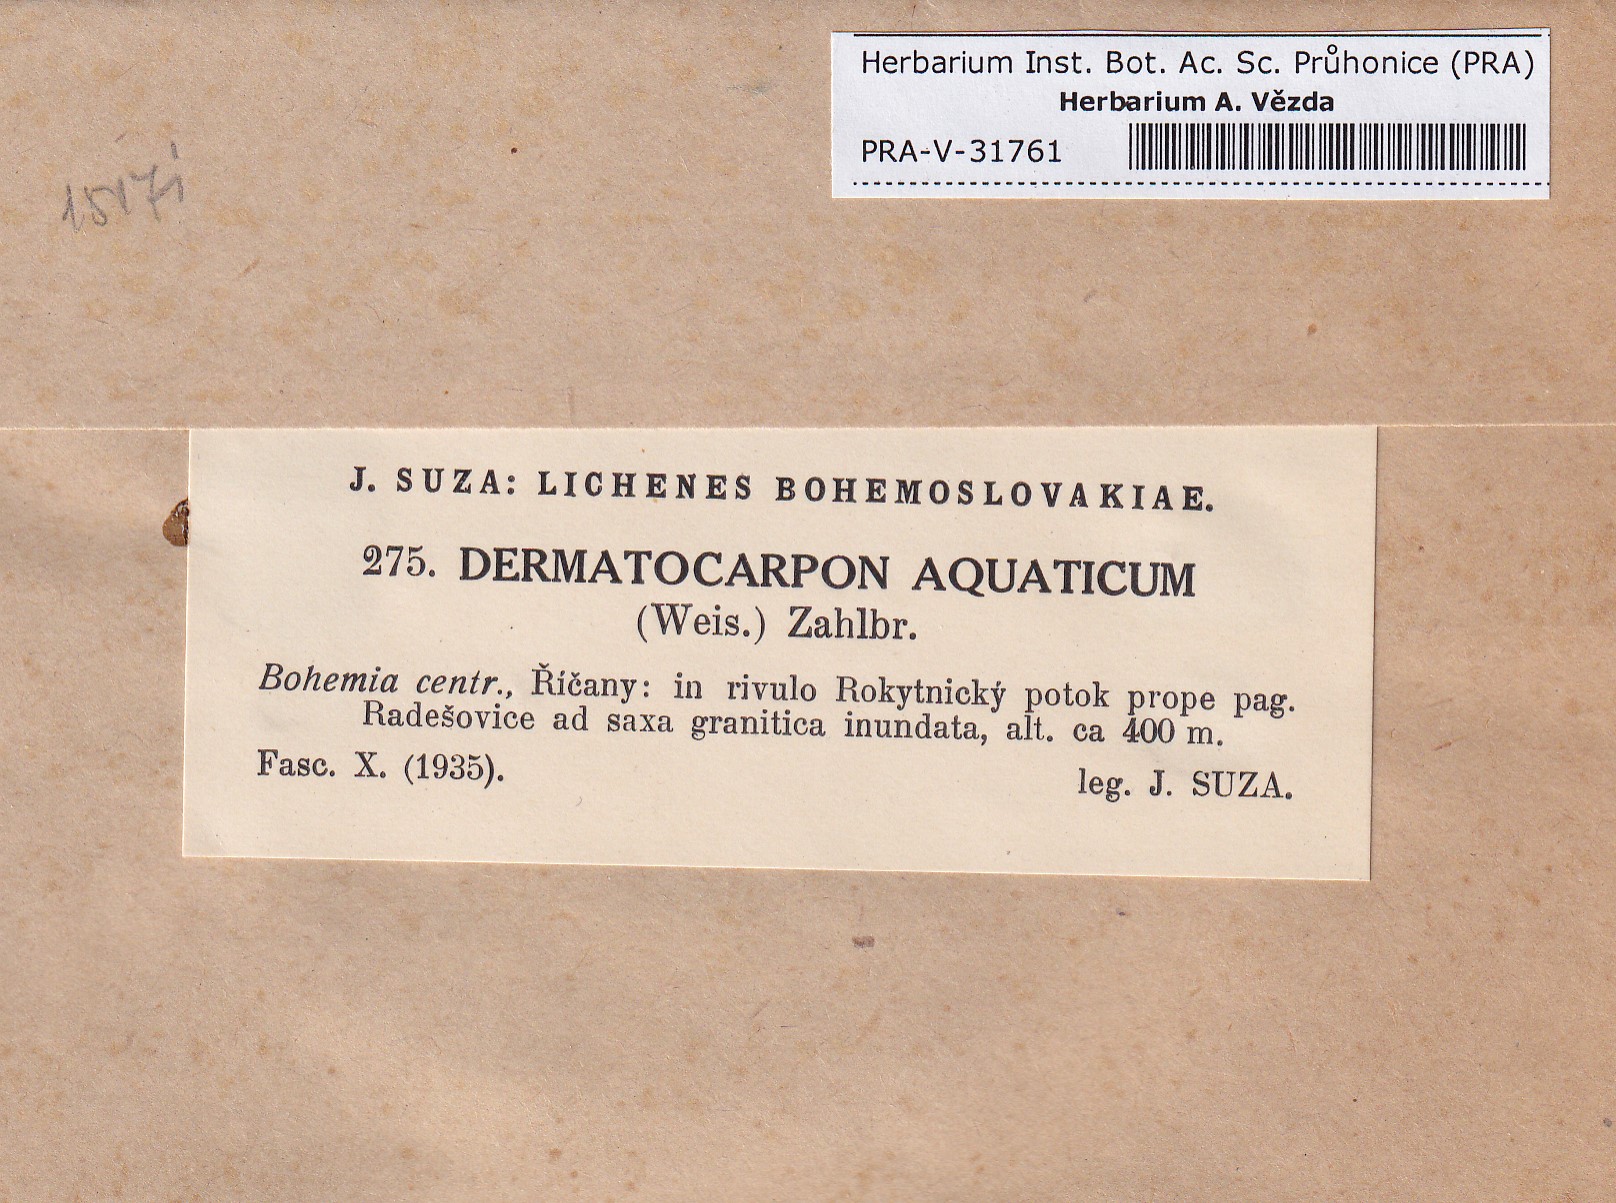 Herbarium Inst. Bot. Ac. Sc. Průhonice (PRA)
Herbarium A. Vězda
PRA-V-31761
J. SUZA: LICHENES BOHEMOSLOVAKIAE.
275. DERMATOCARPON AQUATICUM
(Weis.) Zahlbr.
Bohemia centr., Říčany: in rivulo Rokytnický potok prope pag.
Radešovice ad saxa granitica inundata, alt. ca 400 m.
Fasc. X. (1935).
leg. J. SUZA.